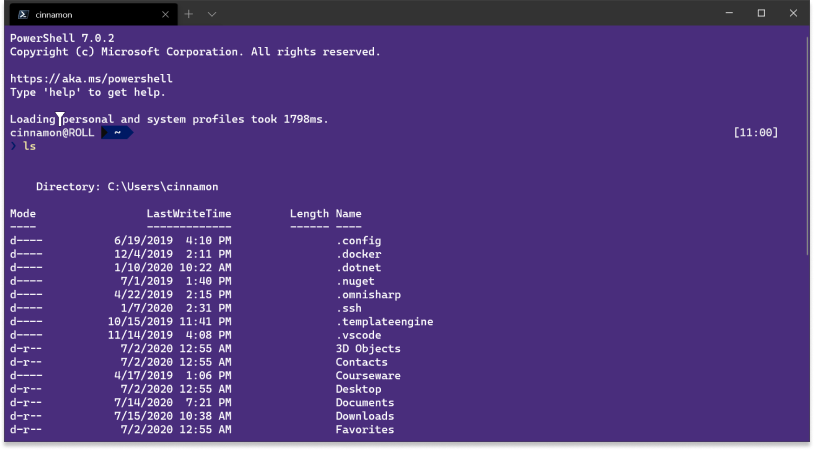 cinnamon
PowerShell 7.0.2
Copyright (c) Microsoft Corporation. All rights reserved.
https://aka.ms/powershell
Type 'help' to get help.
Loading personal and system profiles took 1798ms.
cinnamon@ROLL ~ [11:00]
❯ ls
Directory: C:\Users\cinnamon
Mode LastWriteTime Length Name
---- ------------- ------ ----
d---- 6/19/2019 4:10 PM .config
d---- 12/4/2019 2:11 PM .docker
d---- 1/10/2020 10:22 AM .dotnet
d---- 7/1/2019 1:40 PM .nuget
d---- 4/22/2019 2:15 PM .omnisharp
d---- 1/7/2020 2:31 PM .ssh
d---- 10/15/2019 11:41 PM .templateengine
d---- 11/14/2019 4:08 PM .vscode
d-r-- 7/2/2020 12:55 AM 3D Objects
d-r-- 7/2/2020 12:55 AM Contacts
d---- 4/17/2019 1:06 PM Courseware
d-r-- 7/2/2020 12:55 AM Desktop
d-r-- 7/14/2020 7:21 PM Documents
d-r-- 7/15/2020 10:38 AM Downloads
d-r-- 7/2/2020 12:55 AM Favorites